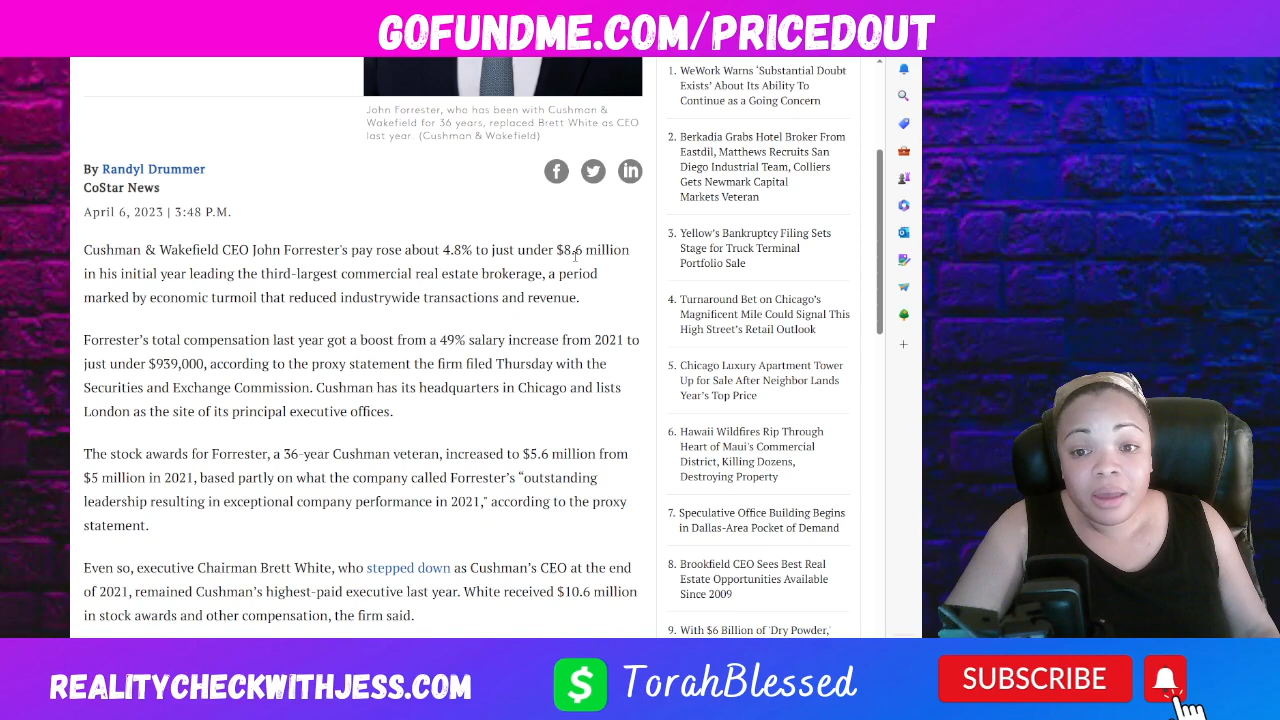 GOFUNDME.COM/PRICEDOUT
John Forrester, who has been with Cushman &
Wakefield for 36 years, replaced Brett White as CEO
last year. (Cushman & Wakefield)
By Randyl Drummer
CoStar News
April 6, 2023 | 3:48 P.M.
Cushman & Wakefield CEO John Forrester's pay rose about 4.8% to just under $8.6 million
in his initial year leading the third-largest commercial real estate brokerage, a period
marked by economic turmoil that reduced industrywide transactions and revenue.
Forrester’s total compensation last year got a boost from a 49% salary increase from 2021 to
just under $939,000, according to the proxy statement the firm filed Thursday with the
Securities and Exchange Commission. Cushman has its headquarters in Chicago and lists
London as the site of its principal executive offices.
The stock awards for Forrester, a 36-year Cushman veteran, increased to $5.6 million from
$5 million in 2021, based partly on what the company called Forrester’s “outstanding
leadership resulting in exceptional company performance in 2021," according to the proxy
statement.
Even so, executive Chairman Brett White, who stepped down as Cushman’s CEO at the end
of 2021, remained Cushman’s highest-paid executive last year. White received $10.6 million
in stock awards and other compensation, the firm said.
1. WeWork Warns ‘Substantial Doubt
Exists’ About Its Ability To
Continue as a Going Concern
2. Berkadia Grabs Hotel Broker From
Eastdil, Matthews Recruits San
Diego Industrial Team, Colliers
Gets Newmark Capital
Markets Veteran
3. Yellow’s Bankruptcy Filing Sets
Stage for Truck Terminal
Portfolio Sale
4. Turnaround Bet on Chicago’s
Magnificent Mile Could Signal This
High Street’s Retail Outlook
5. Chicago Luxury Apartment Tower
Up for Sale After Neighbor Lands
Year’s Top Price
6. Hawaii Wildfires Rip Through
Heart of Maui's Commercial
District, Killing Dozens,
Destroying Property
7. Speculative Office Building Begins
in Dallas-Area Pocket of Demand
8. Brookfield CEO Sees Best Real
Estate Opportunities Available
Since 2009
9. With $6 Billion of 'Dry Powder,'
REALITYCHECKWITHJESS.COM
$ TorahBlessed
SUBSCRIBE